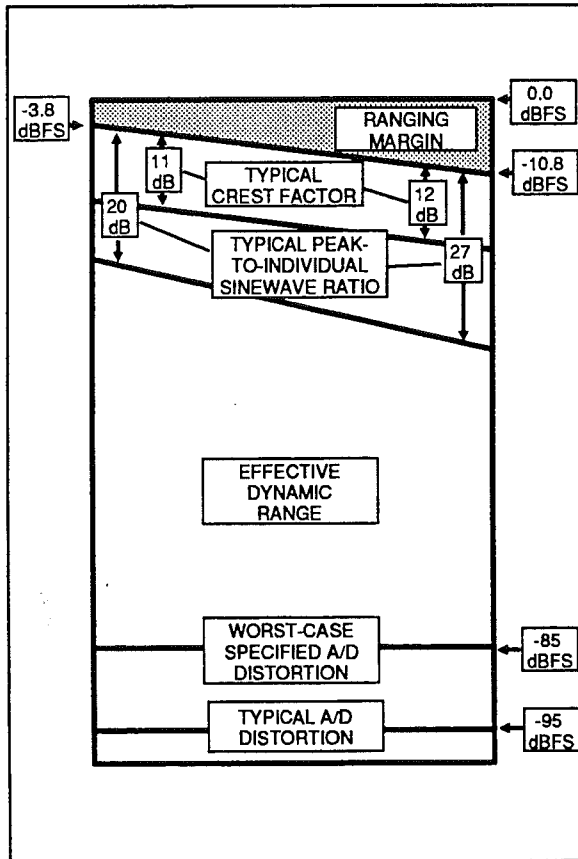 0.0
dBFS
-3.8
dBFS
RANGING
MARGIN
-10.8
dBFS
11
dB
TYPICAL
CREST FACTOR
12
dB
20
dB
TYPICAL PEAK-
TO-INDIVIDUAL
SINEWAVE RATIO
27
dB
EFFECTIVE
DYNAMIC
RANGE
WORST-CASE
SPECIFIED A/D
DISTORTION
-85
dBFS
TYPICAL A/D
DISTORTION
-95
dBFS